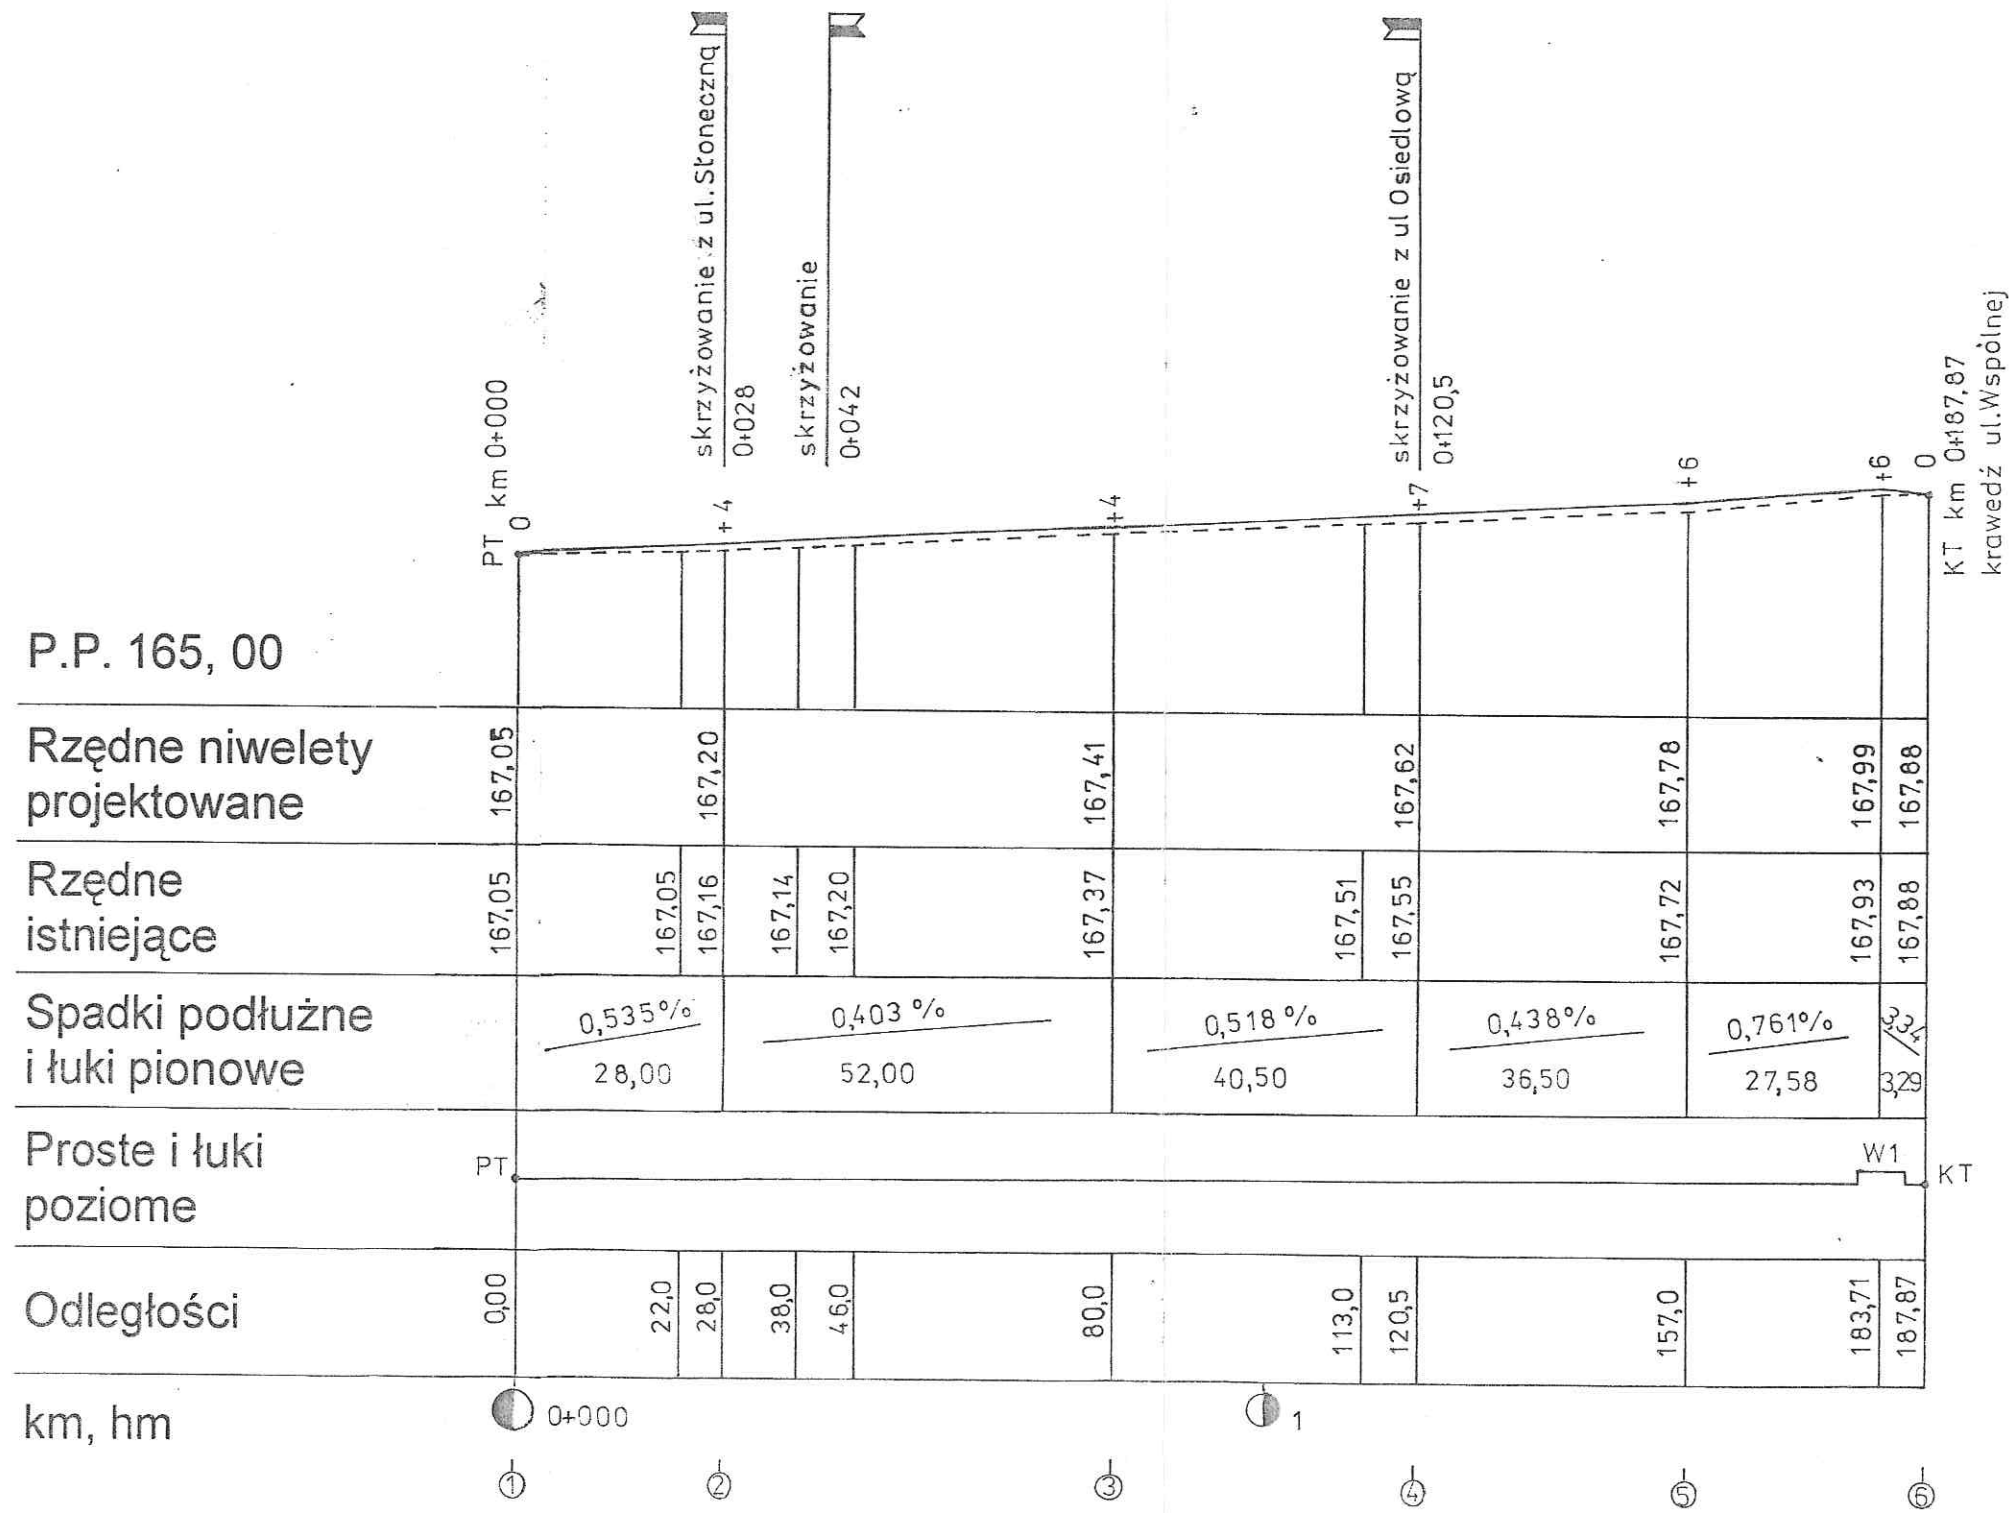 skrzyżowanie z ul. Słoneczną
0+028
skrzyżowanie
0+042
skrzyżowanie z ul Osiedlową
0+120,5
PT km 0+000
0
+4
+4
+7
+6
+6
0
KT km 0+187,87
krawedź ul.Wspólnej
P.P. 165, 00
Rzędne niwelety
projektowane
167,05
167,20
167,41
167,62
167,78
167,99
167,88
Rzędne
istniejące
167,05
167,05
167,16
167,14
167,20
167,37
167,51
167,55
167,72
167,93
167,88
Spadki podłużne
i łuki pionowe
0,535%
28,00
0,403 %
52,00
0,518 %
40,50
0,438%
36,50
0,761%
27,58
3,34
3,29
Proste i łuki
poziome
PT
W1
KT
Odległości
0,00
22,0
28,0
38,0
46,0
80,0
113,0
120,5
157,0
183,71
187,87
km, hm
0+000
1
1
2
3
4
5
6